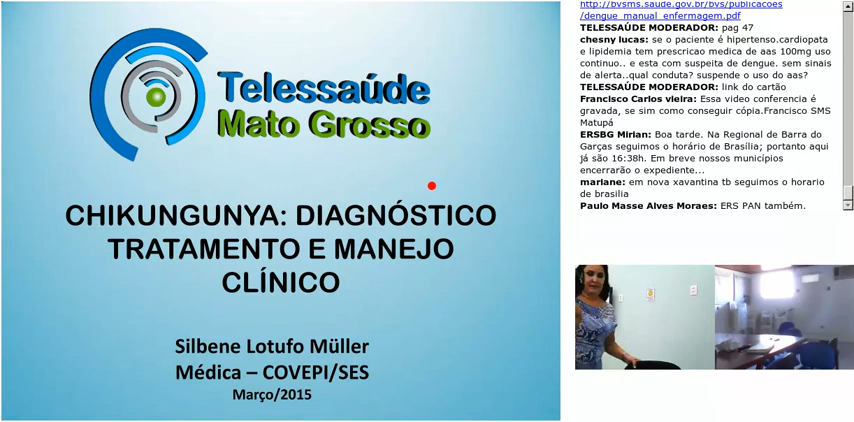 Telessaúde
Mato Grosso
CHIKUNGUNYA: DIAGNÓSTICO
TRATAMENTO E MANEJO
CLÍNICO
Silbene Lotufo Müller
Médica – COVEPI/SES
Março/2015
http://bvsms.saude.gov.br/bvs/publicacoes
/dengue_manual_enfermagem.pdf
TELESSAÚDE MODERADOR: pag 47
chesny lucas: se o paciente é hipertenso.cardiopata
e lipidemia tem prescricao medica de aas 100mg uso
continuo.. e esta com suspeita de dengue. sem sinais
de alerta..qual conduta? suspende o uso do aas?
TELESSAÚDE MODERADOR: link do cartão
Francisco Carlos vieira: Essa video conferencia é
gravada, se sim como conseguir cópia.Francisco SMS
Matupá
ERSBG Mirian: Boa tarde. Na Regional de Barra do
Garças seguimos o horário de Brasília; portanto aqui
já são 16:38h. Em breve nossos municípios
encerrarão o expediente...
mariane: em nova xavantina tb seguimos o horario
de brasilia
Paulo Masse Alves Moraes: ERS PAN também.